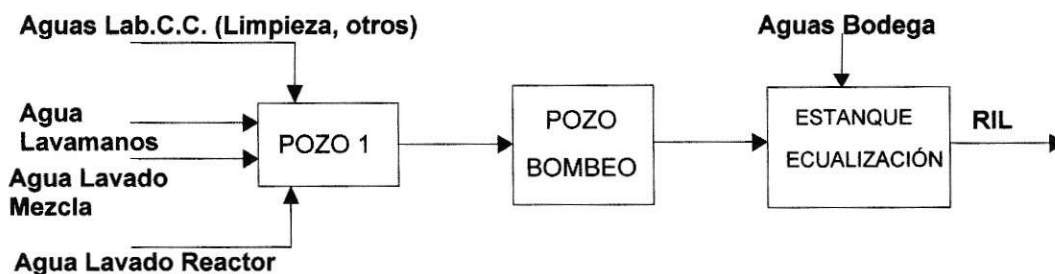 Aguas Lab.C.C. (Limpieza, otros)
Aguas Bodega
Agua
Lavamanos
POZO 1
POZO
BOMBEO
ESTANQUE
ECUALIZACIÓN
RIL
Agua Lavado
Mezcla
Agua Lavado Reactor